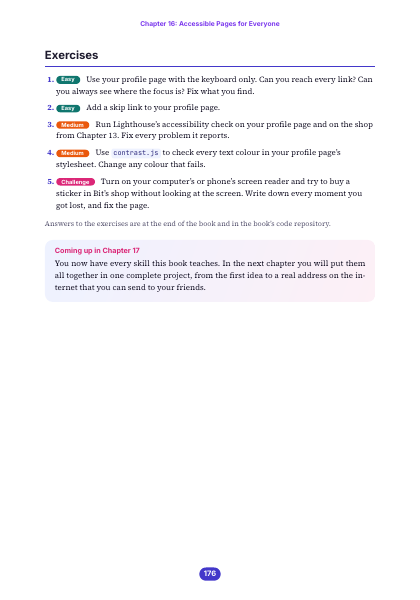 Chapter 16: Accessible Pages for Everyone
Exercises
1. Easy Use your profile page with the keyboard only. Can you reach every link? Can
you always see where the focus is? Fix what you find.
2. Easy Add a skip link to your profile page.
3. Medium Run Lighthouse's accessibility check on your profile page and on the shop
from Chapter 13. Fix every problem it reports.
4. Medium Use contrast.js to check every text colour in your profile page's
stylesheet. Change any colour that fails.
5. Challenge Turn on your computer's or phone's screen reader and try to buy a
sticker in Bit's shop without looking at the screen. Write down every moment you
got lost, and fix the page.
Answers to the exercises are at the end of the book and in the book's code repository.
Coming up in Chapter 17
You now have every skill this book teaches. In the next chapter you will put them
all together in one complete project, from the first idea to a real address on the in-
ternet that you can send to your friends.
176